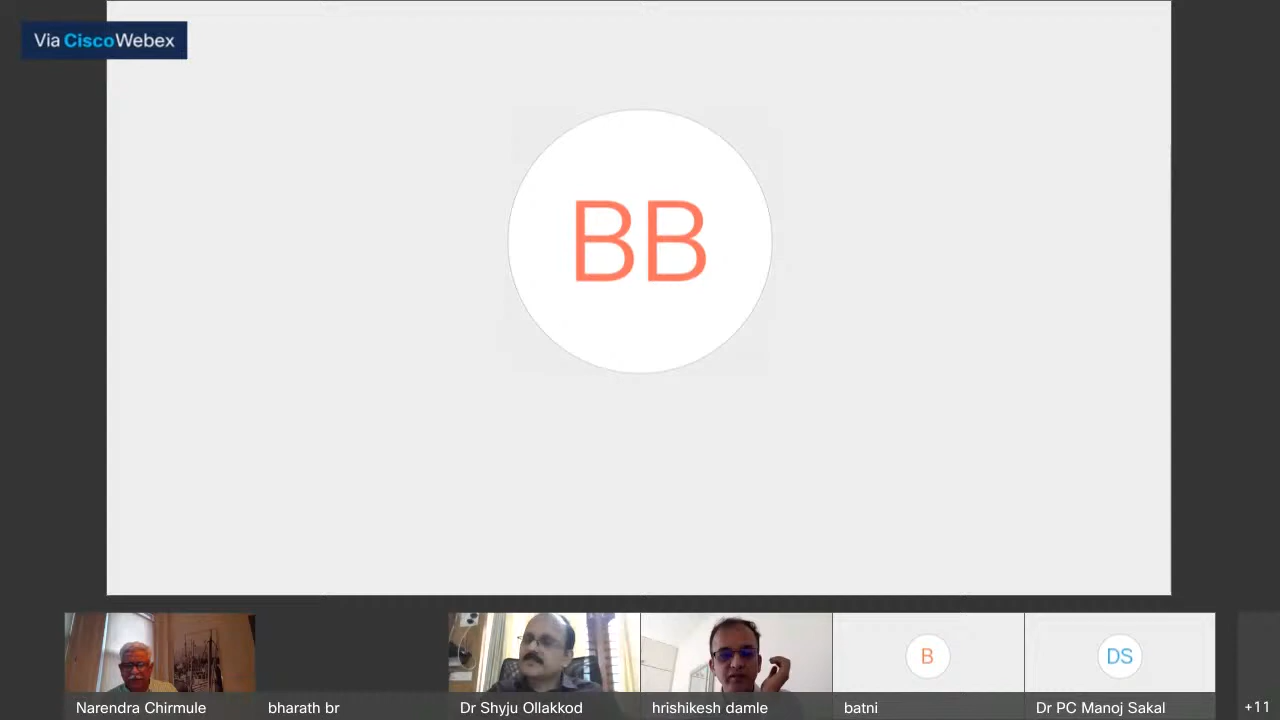 Via CiscoWebex
BB
B
DS
Narendra Chirmule
bharath br
Dr Shyju Ollakkod
hrishikesh damle
batni
Dr PC Manoj Sakal
+11